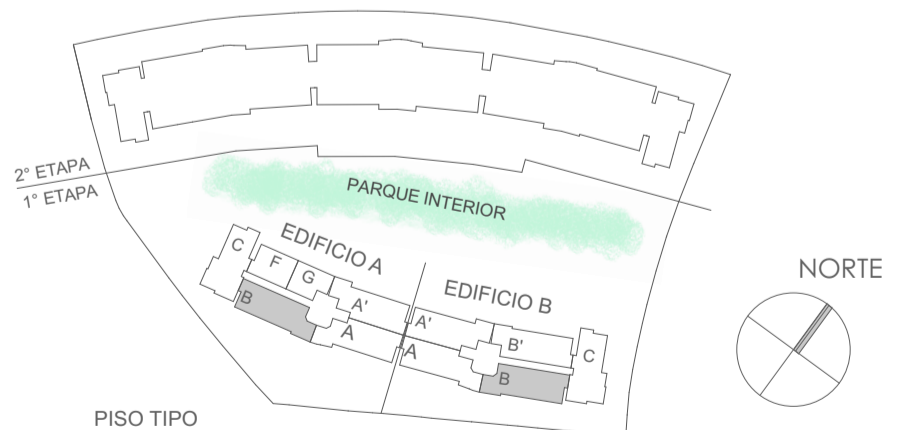 2° ETAPA
1° ETAPA
PARQUE INTERIOR
EDIFICIO A
C
F
G
B
A'
A
EDIFICIO B
A'
A
B'
B
C
NORTE
PISO TIPO